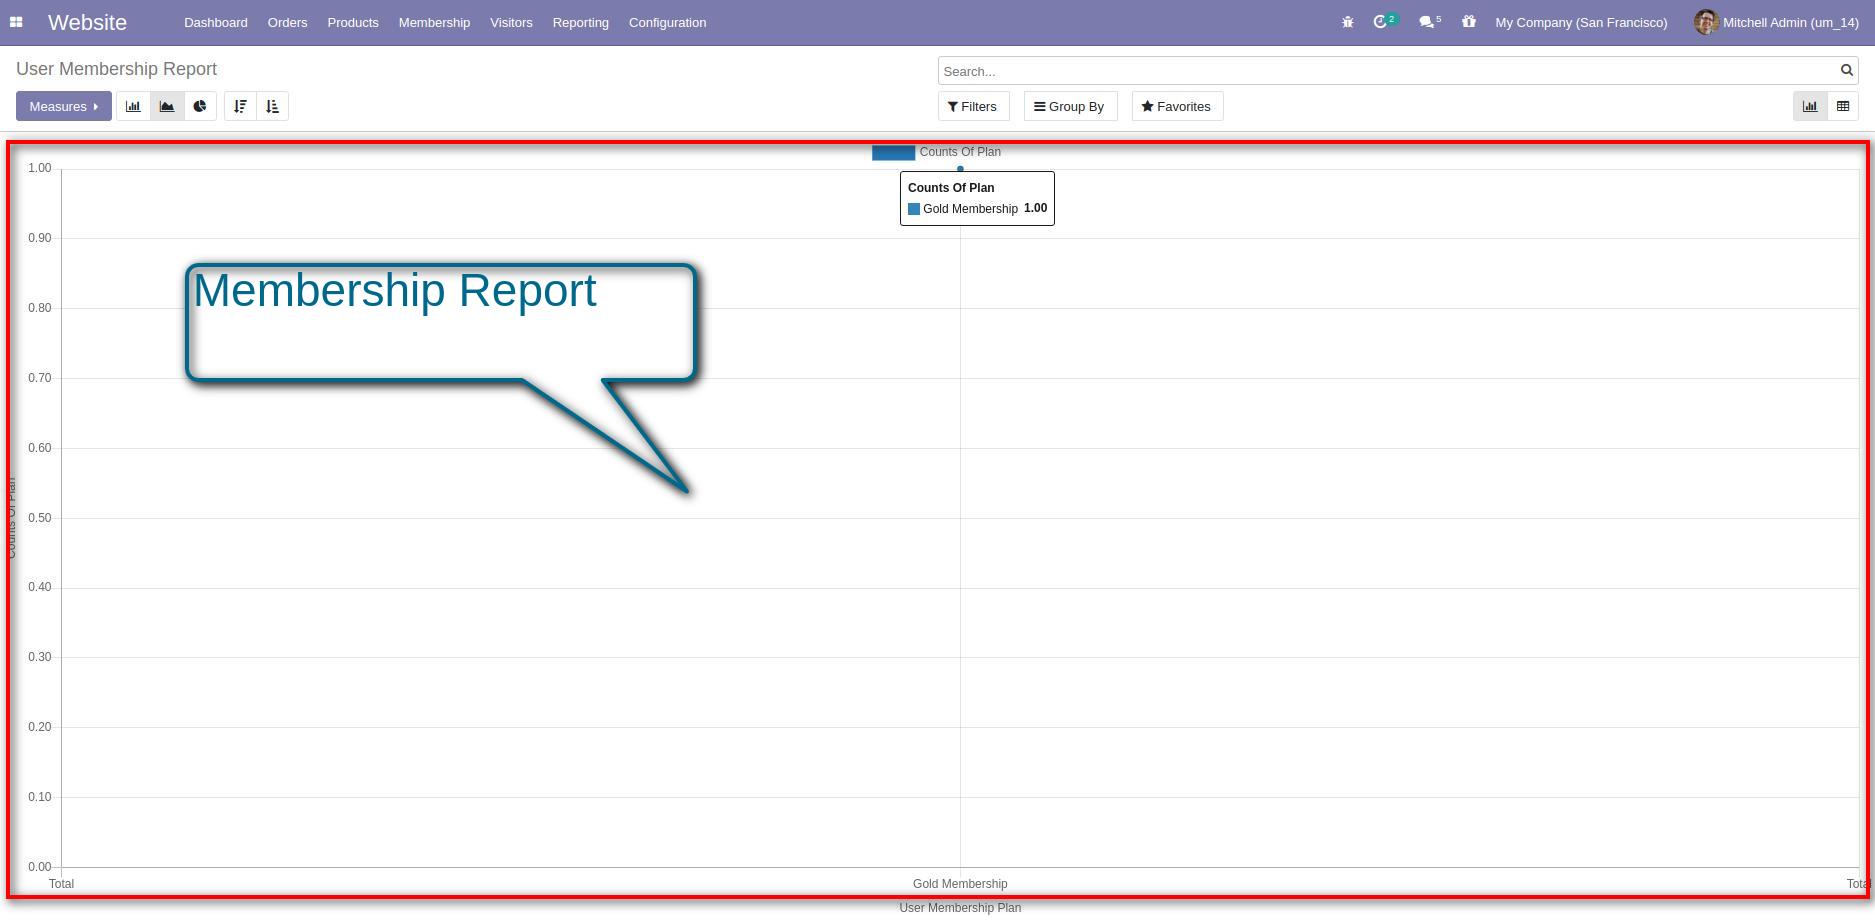 Website Dashboard Orders Products Membership Visitors Reporting Configuration 2 5 My Company (San Francisco) Mitchell Admin (um_14)
User Membership Report
Search...
Measures
Filters Group By Favorites
Counts Of Plan
1.00
Counts Of Plan
Gold Membership 1.00
0.90
Membership Report
0.80
0.70
0.60
Counts Of Plan
0.50
0.40
0.30
0.20
0.10
0.00
Total Gold Membership Total
User Membership Plan